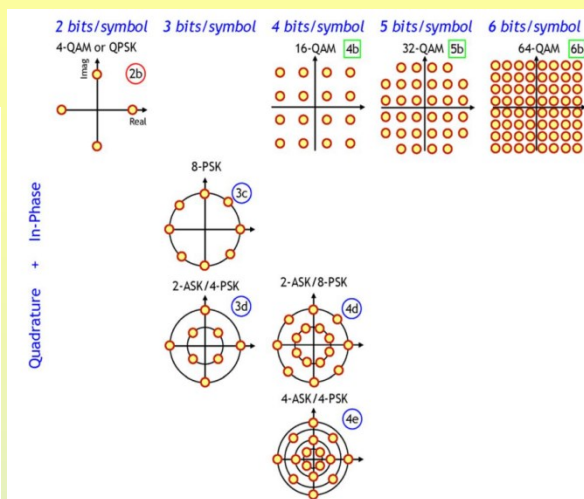 2 bits/symbol 3 bits/symbol 4 bits/symbol 5 bits/symbol 6 bits/symbol
4-QAM or QPSK 16-QAM 4b 32-QAM 5b 64-QAM 6b
Imag
2b
Real
8-PSK
3c
2-ASK/4-PSK 2-ASK/8-PSK
3d 4d
4-ASK/4-PSK
4e
Quadrature + In-Phase